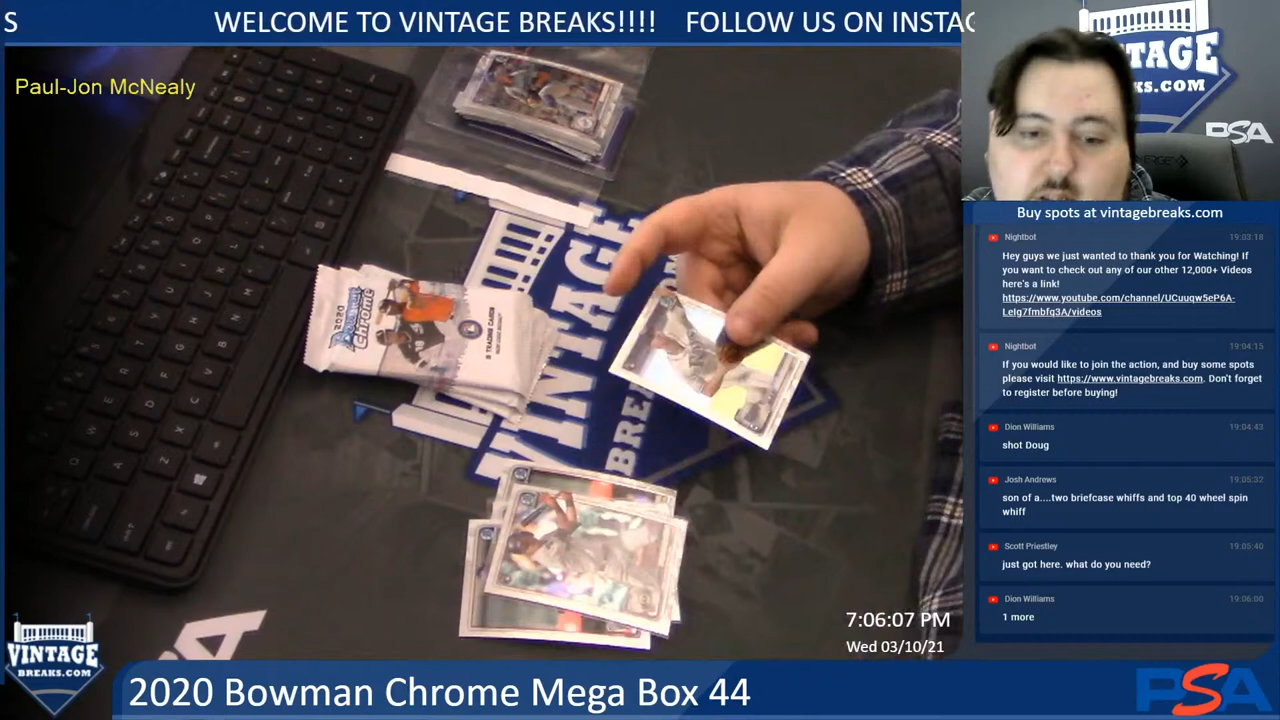 S WELCOME TO VINTAGE BREAKS!!!! FOLLOW US ON INSTAG
Paul-Jon McNealy
TAGE
KS.COM
PSA
Buy spots at vintagebreaks.com
Nightbot 19:03:18
Hey guys we just wanted to thank you for Watching! If
you want to check out any of our other 12,000+ Videos
here's a link!
https://www.youtube.com/channel/UCuuqw5eP6A-
LeIg7fmbfq3A/videos
Nightbot 19:04:15
If you would like to join the action, and buy some spots
please visit https://www.vintagebreaks.com. Don't forget
to register before buying!
Dion Williams 19:04:43
shot Doug
Josh Andrews 19:05:32
son of a....two briefcase whiffs and top 40 wheel spin
whiff
Scott Priestley 19:05:40
just got here. what do you need?
Dion Williams 19:06:00
1 more
2020
Bowman
Chrome
VINTAGE
BREA
7:06:07 PM
Wed 03/10/21
VINTAGE
BREAKS.COM
2020 Bowman Chrome Mega Box 44
PSA